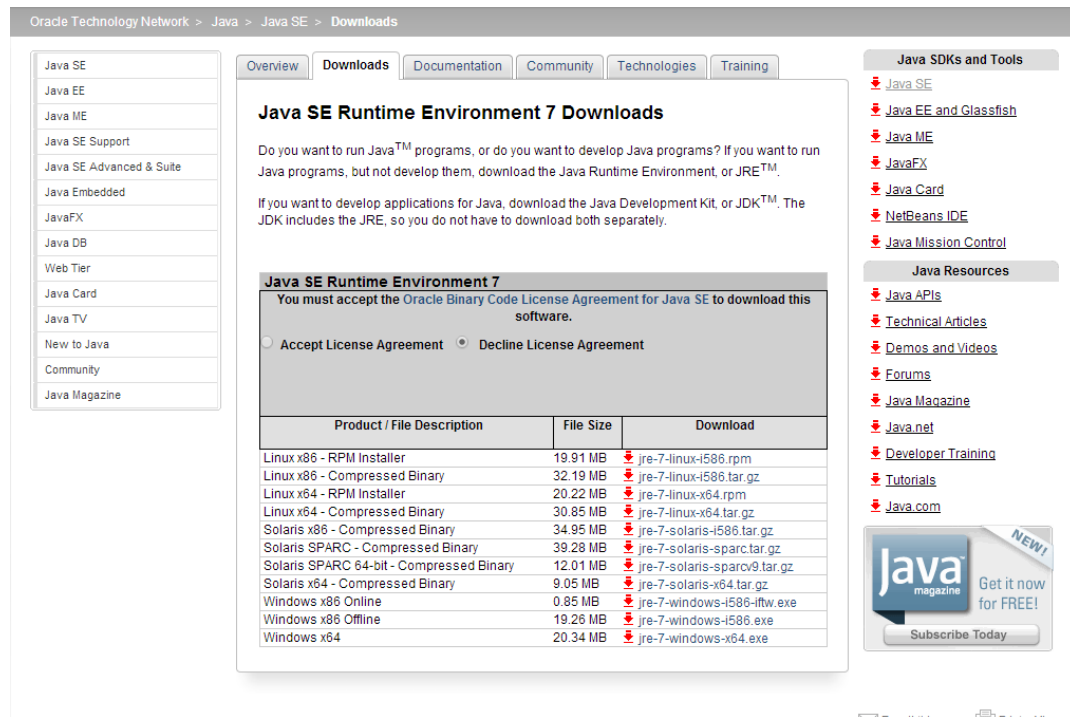 Oracle Technology Network > Java > Java SE > Downloads
Java SE
Java EE
Java ME
Java SE Support
Java SE Advanced & Suite
Java Embedded
JavaFX
Java DB
Web Tier
Java Card
Java TV
New to Java
Community
Java Magazine
Overview Downloads Documentation Community Technologies Training
Java SE Runtime Environment 7 Downloads
Do you want to run Java™ programs, or do you want to develop Java programs? If you want to run
Java programs, but not develop them, download the Java Runtime Environment, or JRE™.
If you want to develop applications for Java, download the Java Development Kit, or JDK™. The
JDK includes the JRE, so you do not have to download both separately.
Java SE Runtime Environment 7
You must accept the Oracle Binary Code License Agreement for Java SE to download this
software.
Accept License Agreement Decline License Agreement
Product / File Description File Size Download
Linux x86 - RPM Installer 19.91 MB jre-7-linux-i586.rpm
Linux x86 - Compressed Binary 32.19 MB jre-7-linux-i586.tar.gz
Linux x64 - RPM Installer 20.22 MB jre-7-linux-x64.rpm
Linux x64 - Compressed Binary 30.85 MB jre-7-linux-x64.tar.gz
Solaris x86 - Compressed Binary 34.95 MB jre-7-solaris-i586.tar.gz
Solaris SPARC - Compressed Binary 39.28 MB jre-7-solaris-sparc.tar.gz
Solaris SPARC 64-bit - Compressed Binary 12.01 MB jre-7-solaris-sparcv9.tar.gz
Solaris x64 - Compressed Binary 9.05 MB jre-7-solaris-x64.tar.gz
Windows x86 Online 0.85 MB jre-7-windows-i586-iftw.exe
Windows x86 Offline 19.26 MB jre-7-windows-i586.exe
Windows x64 20.34 MB jre-7-windows-x64.exe
Java SDKs and Tools
Java SE
Java EE and Glassfish
Java ME
JavaFX
Java Card
NetBeans IDE
Java Mission Control
Java Resources
Java APIs
Technical Articles
Demos and Videos
Forums
Java Magazine
Java.net
Developer Training
Tutorials
Java.com
NEW!
Java
magazine
Get it now
for FREE!
Subscribe Today